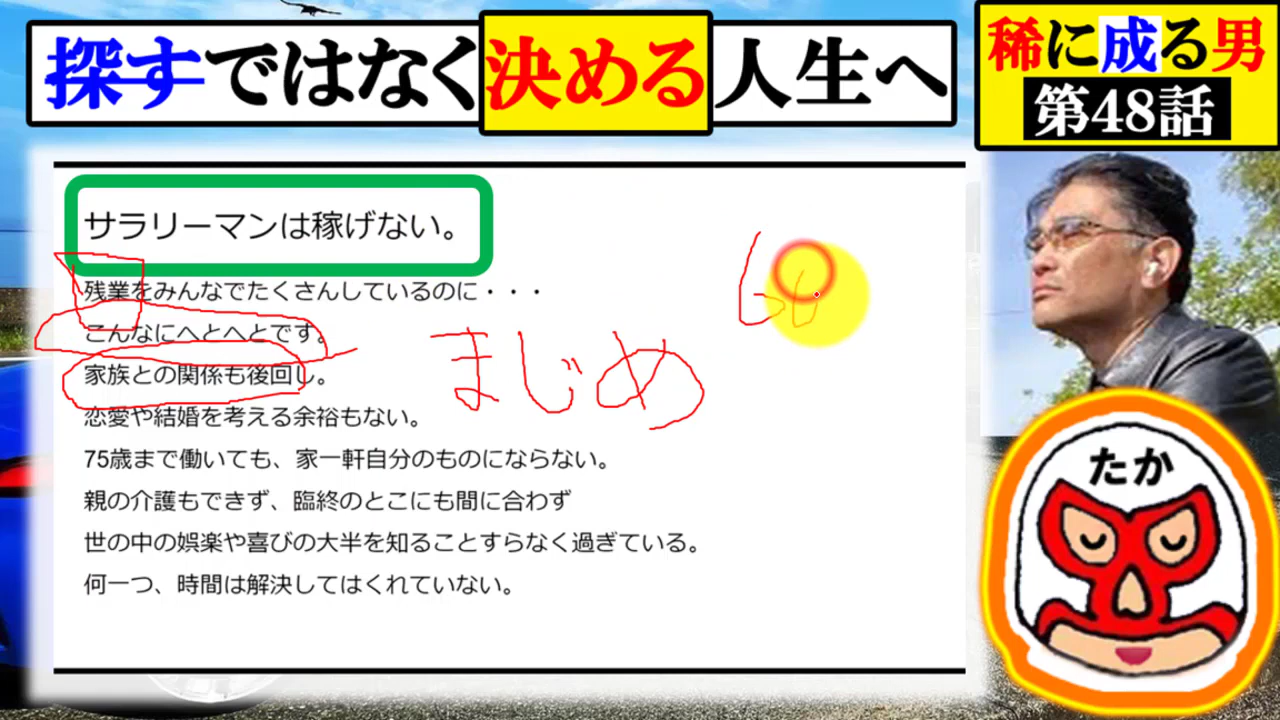 探すではなく決める人生へ
稀に成る男
第48話
サラリーマンは稼げない。
残業をみんなでたくさんしているのに・・・
こんなにへとへとです。
家族との関係も後回し。
まじめ
60
恋愛や結婚を考える余裕もない。
75歳まで働いても、家一軒自分のものにならない。
親の介護もできず、臨終のとこにも間に合わず
世の中の娯楽や喜びの大半を知ることすらなく過ぎている。
何一つ、時間は解決してはくれていない。
たか